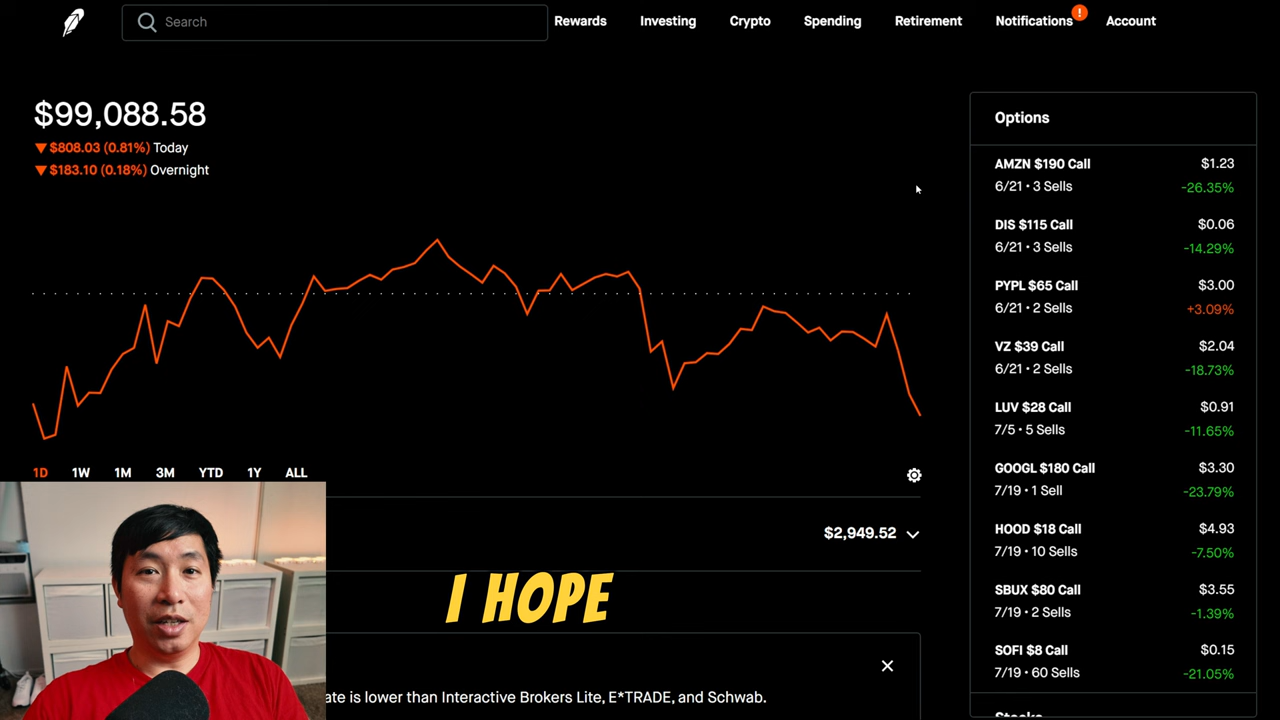 Search
Rewards
Investing
Crypto
Spending
Retirement
Notifications
!
Account
$99,088.58
$808.03 (0.81%) Today
$183.10 (0.18%) Overnight
1D
1W
1M
3M
YTD
1Y
ALL
$2,949.52
I HOPE
ate is lower than Interactive Brokers Lite, E*TRADE, and Schwab.
Options
AMZN $190 Call
$1.23
6/21 • 3 Sells
-26.35%
DIS $115 Call
$0.06
6/21 • 3 Sells
-14.29%
PYPL $65 Call
$3.00
6/21 • 2 Sells
+3.09%
VZ $39 Call
$2.04
6/21 • 2 Sells
-18.73%
LUV $28 Call
$0.91
7/5 • 5 Sells
-11.65%
GOOGL $180 Call
$3.30
7/19 • 1 Sell
-23.79%
HOOD $18 Call
$4.93
7/19 • 10 Sells
-7.50%
SBUX $80 Call
$3.55
7/19 • 2 Sells
-1.39%
SOFI $8 Call
$0.15
7/19 • 60 Sells
-21.05%